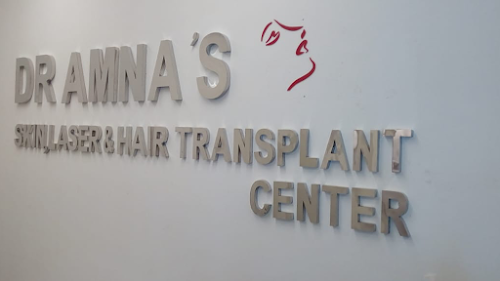 DR AMNA'S
SKIN,LASER & HAIR TRANSPLANT
CENTER